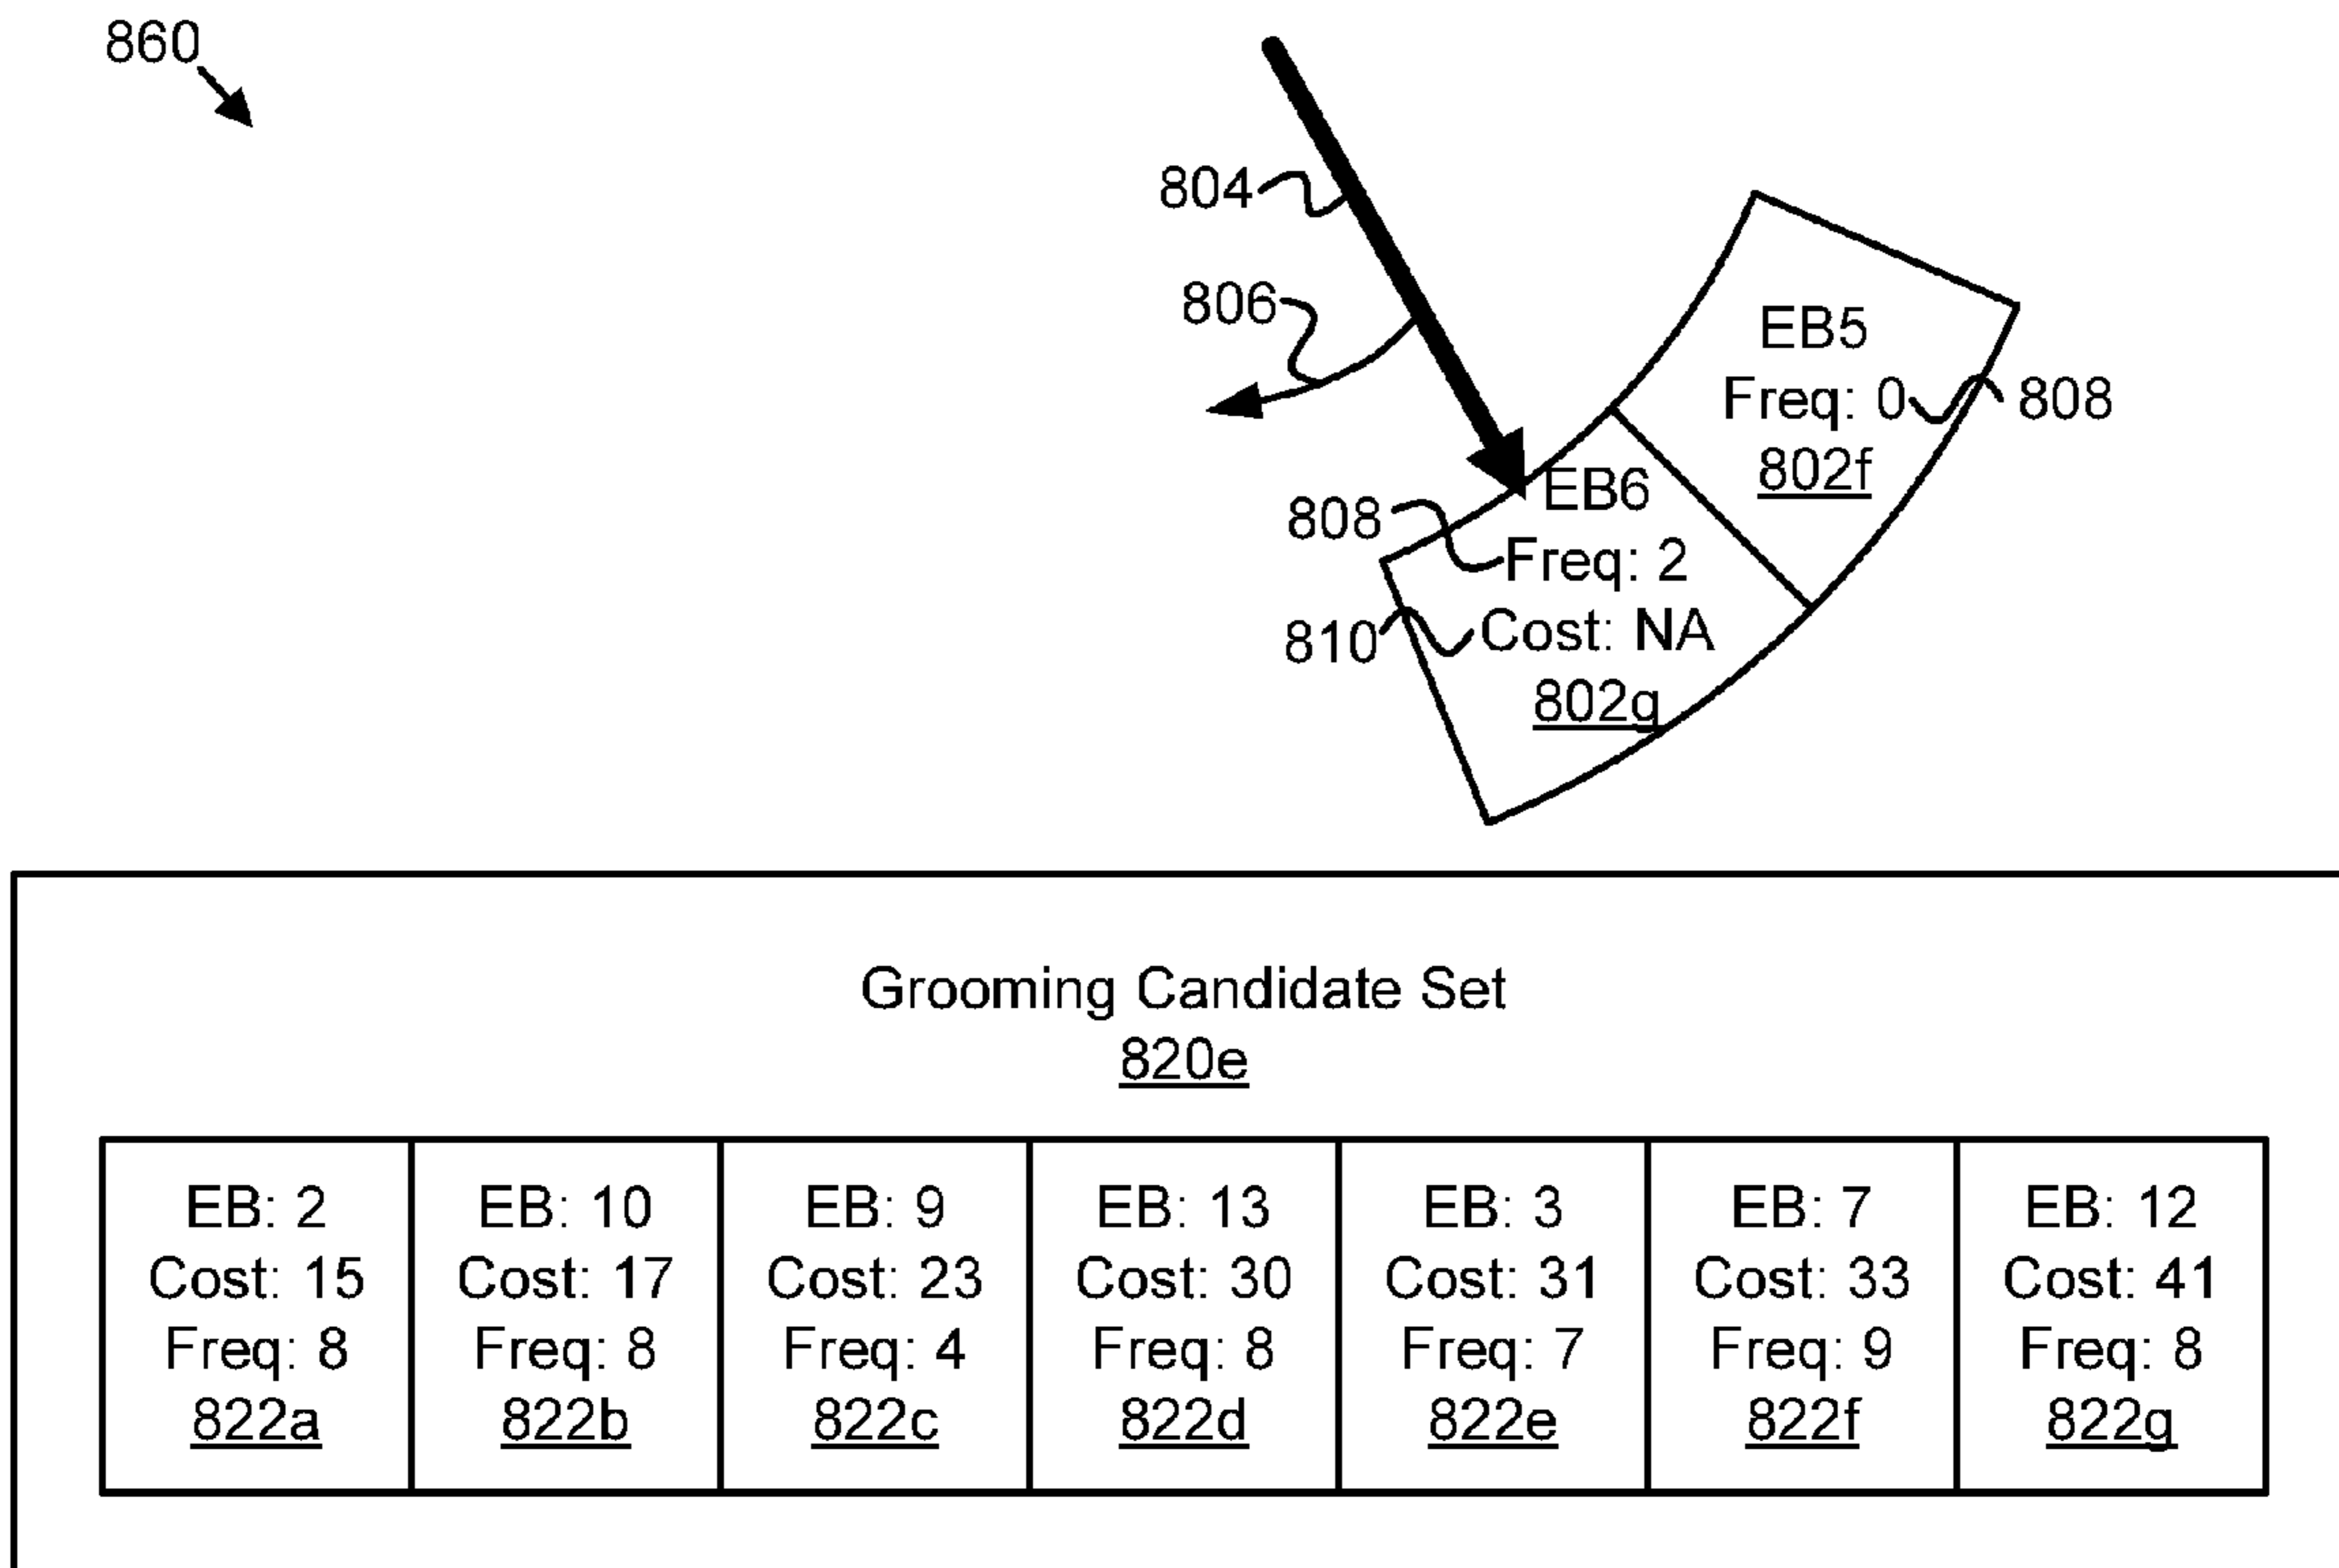 860
804
806
EB5
Freq: 0
808
802f
808
EB6
Freq: 2
810
Cost: NA
802g
Grooming Candidate Set
820e
EB: 2
Cost: 15
Freq: 8
822a
EB: 10
Cost: 17
Freq: 8
822b
EB: 9
Cost: 23
Freq: 4
822c
EB: 13
Cost: 30
Freq: 8
822d
EB: 3
Cost: 31
Freq: 7
822e
EB: 7
Cost: 33
Freq: 9
822f
EB: 12
Cost: 41
Freq: 8
822g